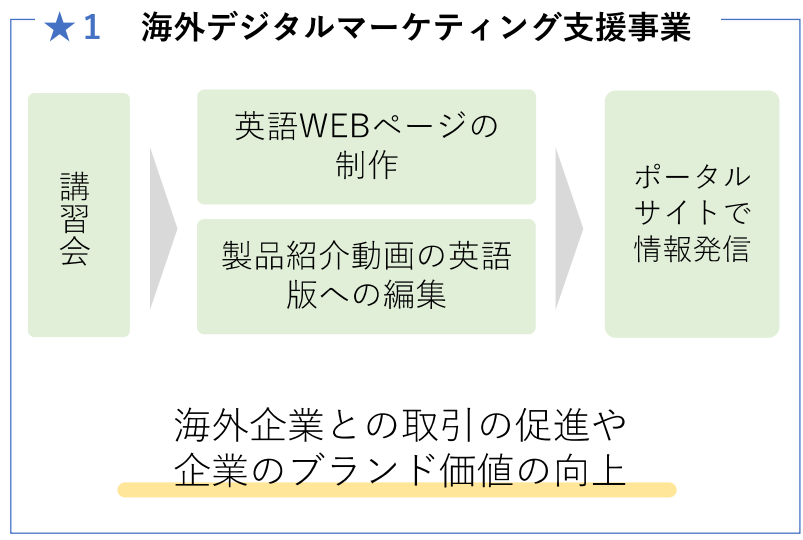 ★1 海外デジタルマーケティング支援事業
講習会
英語WEBページの
制作
製品紹介動画の英語
版への編集
ポータル
サイトで
情報発信
海外企業との取引の促進や
企業のブランド価値の向上